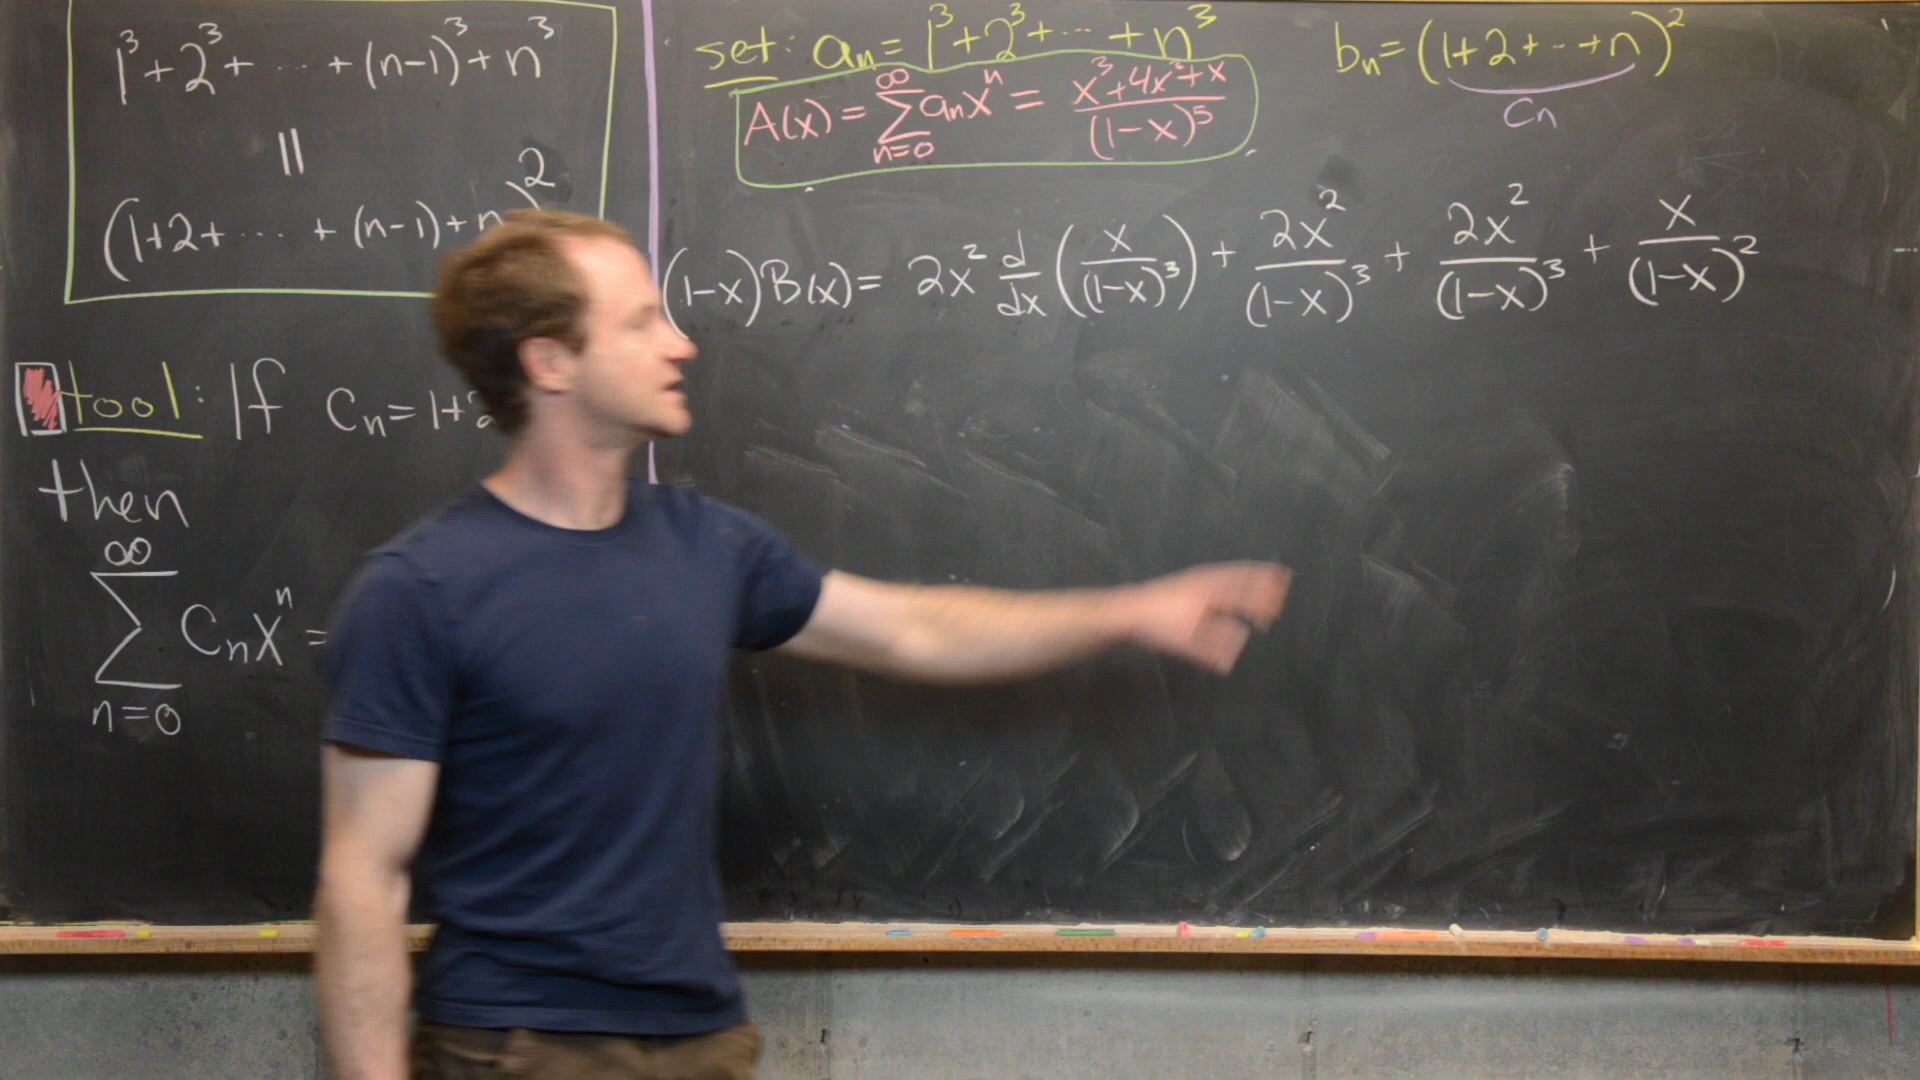 1³+2³+ ⋯ +(n-1)³+n³
||
(1+2+ ⋯ +(n-1)+n)²
tool: If Cn=1+2
then
∞
∑ Cnxⁿ =
n=0
set: an=1³+2³+⋯+n³
bn=(1+2+⋯+n)²
Cn
A(x)=∑_{n=0}^{∞} anxⁿ = (x³+4x²+x)/(1-x)⁵
(1-x)B(x)= 2x² d/dx (x/(1-x)³) + 2x²/(1-x)³ + 2x²/(1-x)³ + x/(1-x)²